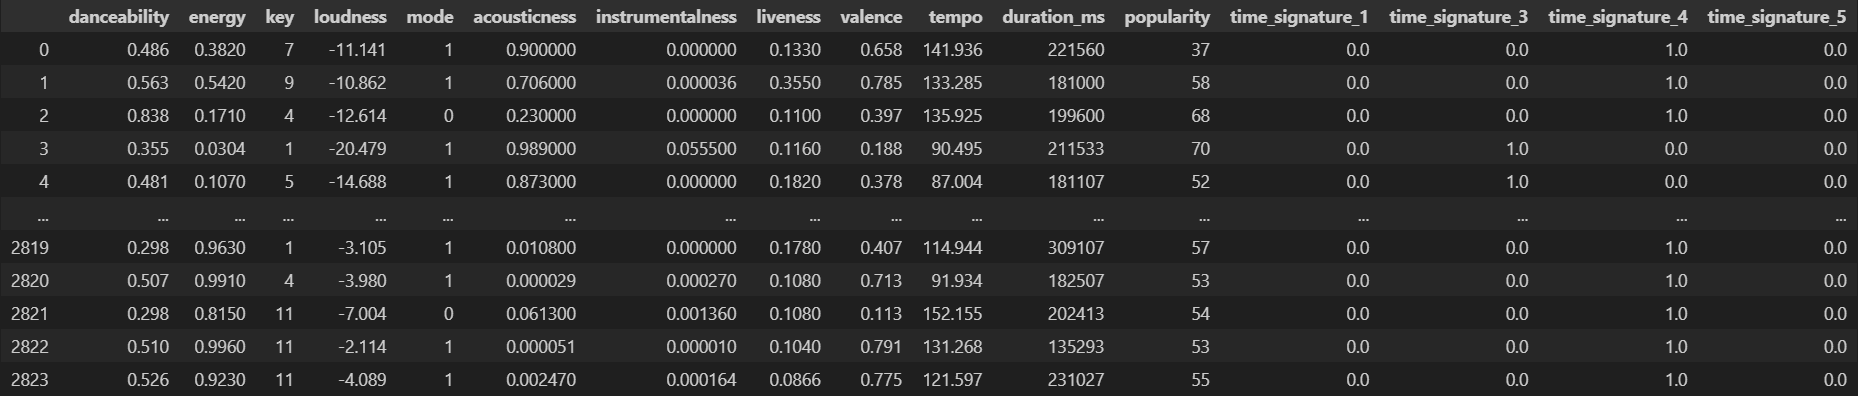 danceability energy key loudness mode acousticness instrumentalness liveness valence tempo duration_ms popularity time_signature_1 time_signature_3 time_signature_4 time_signature_5
0 0.486 0.3820 7 -11.141 1 0.900000 0.000000 0.1330 0.658 141.936 221560 37 0.0 0.0 1.0 0.0
1 0.563 0.5420 9 -10.862 1 0.706000 0.000036 0.3550 0.785 133.285 181000 58 0.0 0.0 1.0 0.0
2 0.838 0.1710 4 -12.614 0 0.230000 0.000000 0.1100 0.397 135.925 199600 68 0.0 0.0 1.0 0.0
3 0.355 0.0304 1 -20.479 1 0.989000 0.055500 0.1160 0.188 90.495 211533 70 0.0 1.0 0.0 0.0
4 0.481 0.1070 5 -14.688 1 0.873000 0.000000 0.1820 0.378 87.004 181107 52 0.0 1.0 0.0 0.0
... ... ... ... ... ... ... ... ... ... ... ... ... ... ... ... ...
2819 0.298 0.9630 1 -3.105 1 0.010800 0.000000 0.1780 0.407 114.944 309107 57 0.0 0.0 1.0 0.0
2820 0.507 0.9910 4 -3.980 1 0.000029 0.000270 0.1080 0.713 91.934 182507 53 0.0 0.0 1.0 0.0
2821 0.298 0.8150 11 -7.004 0 0.061300 0.001360 0.1080 0.113 152.155 202413 54 0.0 0.0 1.0 0.0
2822 0.510 0.9960 11 -2.114 1 0.000051 0.000010 0.1040 0.791 131.268 135293 53 0.0 0.0 1.0 0.0
2823 0.526 0.9230 11 -4.089 1 0.002470 0.000164 0.0866 0.775 121.597 231027 55 0.0 0.0 1.0 0.0